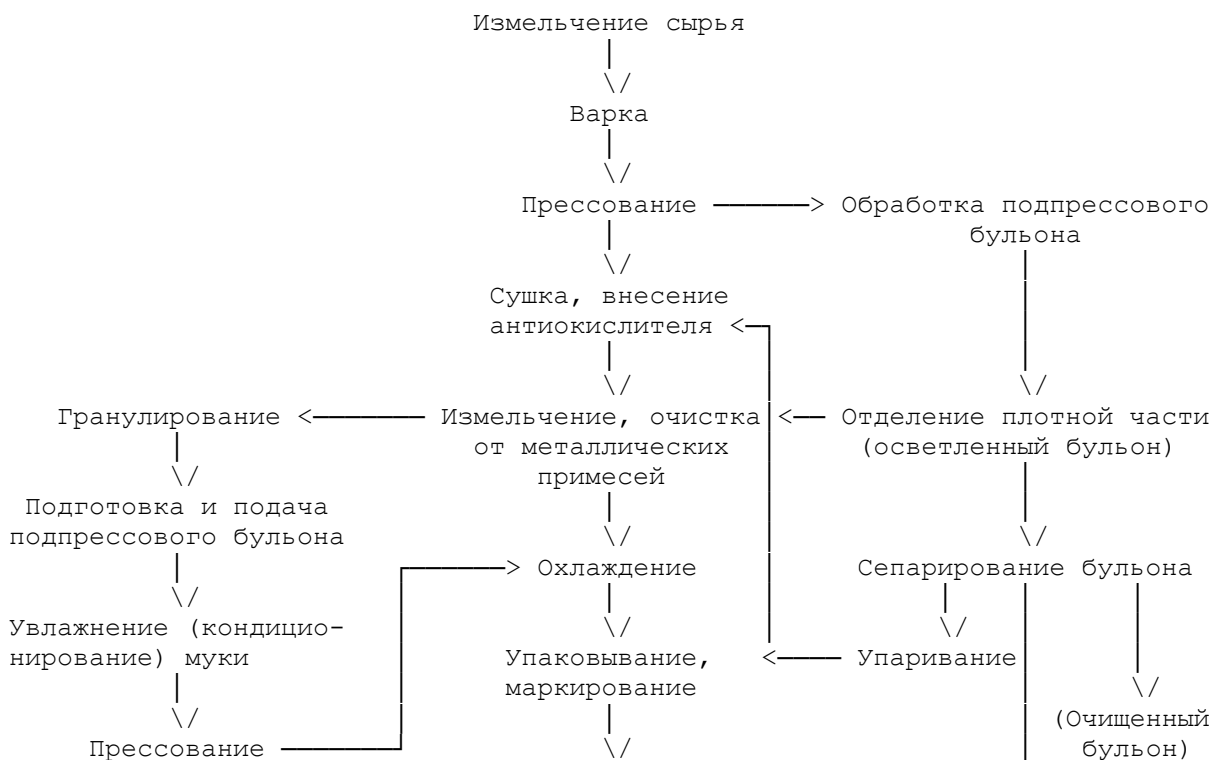 Измельчение сырья
Варка
Прессование
Обработка подпрессового
бульона
Сушка, внесение
антиокислителя
Гранулирование
Измельчение, очистка
от металлических
примесей
Отделение плотной части
(осветленный бульон)
Подготовка и подача
подпрессового бульона
Охлаждение
Сепарирование бульона
Увлажнение (кондицио-
нирование) муки
Упаковывание,
маркирование
Упаривание
Прессование
(Очищенный
бульон)